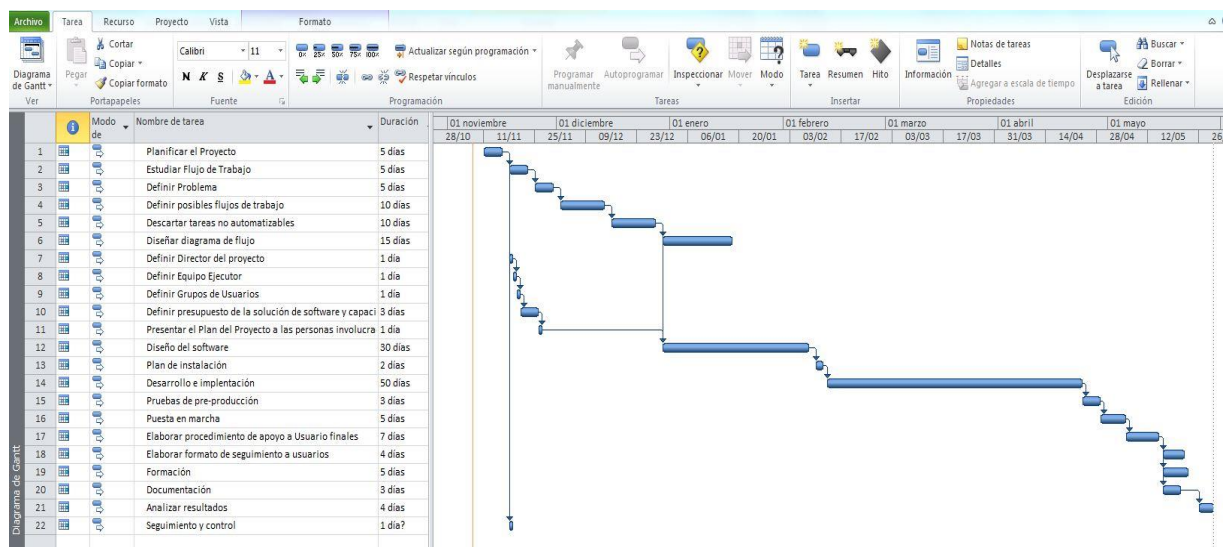 Archivo Tarea Recurso Proyecto Vista Formato
Cortar
Copiar
Copiar formato
Pegar
Diagrama de Gantt
Calibri 11
N K S
0% 25% 50% 75% 100%
Actualizar según programación
Respetar vínculos
Programar manualmente
Autoprogramar
Inspeccionar Mover Modo
Tarea Resumen Hito
Información
Notas de tareas
Detalles
Agregar a escala de tiempo
Desplazarse a tarea
Buscar
Borrar
Rellenar
Ver Portapapeles Fuente Programación Tareas Insertar Propiedades Edición
Modo de Nombre de tarea Duración
01 noviembre 01 diciembre 01 enero 01 febrero 01 marzo 01 abril 01 mayo
28/10 11/11 25/11 09/12 23/12 06/01 20/01 03/02 17/02 03/03 17/03 31/03 14/04 28/04 12/05 26
1 Planificar el Proyecto 5 días
2 Estudiar Flujo de Trabajo 5 días
3 Definir Problema 5 días
4 Definir posibles flujos de trabajo 10 días
5 Descartar tareas no automatizables 10 días
6 Diseñar diagrama de flujo 15 días
7 Definir Director del proyecto 1 día
8 Definir Equipo Ejecutor 1 día
9 Definir Grupos de Usuarios 1 día
10 Definir presupuesto de la solución de software y capaci 3 días
11 Presentar el Plan del Proyecto a las personas involucra 1 día
12 Diseño del software 30 días
13 Plan de instalación 2 días
14 Desarrollo e implentación 50 días
15 Pruebas de pre-producción 3 días
16 Puesta en marcha 5 días
17 Elaborar procedimiento de apoyo a Usuario finales 7 días
18 Elaborar formato de seguimiento a usuarios 4 días
19 Formación 5 días
20 Documentación 3 días
21 Analizar resultados 4 días
22 Seguimiento y control 1 día?
Diagrama de Gantt